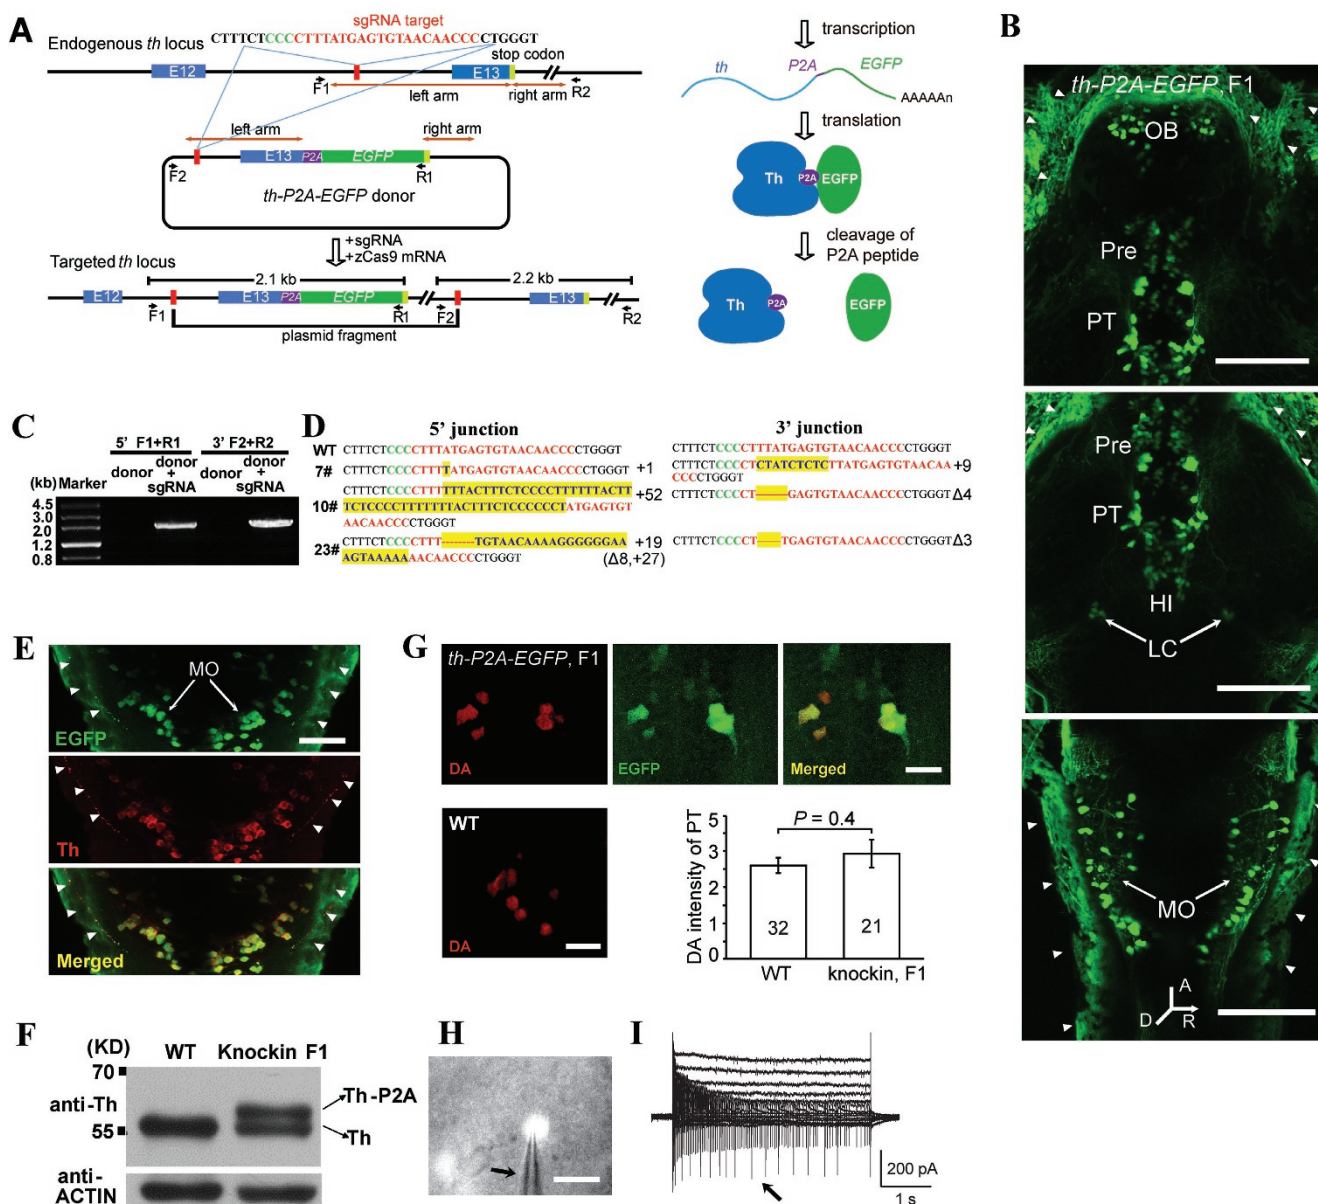 A
sgRNA target
CTTTCTCCCCTTTATGAGTGTAACAACCCCTGGGT
Endogenous th locus
stop codon
E12
E13
F1
left arm
right arm
R2
left arm
right arm
E13
P2A
EGFP
F2
R1
th-P2A-EGFP donor
+sgRNA
+zCas9 mRNA
Targeted th locus
2.1 kb
2.2 kb
E12
E13
P2A
EGFP
E13
F1
R1
F2
R2
plasmid fragment
transcription
th
P2A
EGFP
AAAAAn
translation
Th
P2A
EGFP
cleavage of
P2A peptide
Th
P2A
EGFP
B
th-P2A-EGFP, F1
OB
Pre
PT
Pre
PT
HI
LC
MO
A
D
R
C
5' F1+R1
3' F2+R2
donor
donor
+
sgRNA
donor
donor
+
sgRNA
(kb)
Marker
4.5
3.0
2.0
1.2
0.8
D
5' junction
3' junction
WT
CTTTCTCCCCTTTATGAGTGTAACAACCCCTGGGT
CTTTCTCCCCTTTATGAGTGTAACAACCCCTGGGT
7#
CTTTCTCCCCTTTTATGAGTGTAACAACCCCTGGGT
+1
CTTTCTCCCCTCTATCTCTCTTATGAGTGTAACAA
+9
CCCCTGGGT
10#
+52
AACAACCCCTGGGT
CTTTCTCCCCT-----GAGTGTAACAACCCCTGGGT
Δ4
23#
CTTTCTCCCCTTT--------TGTAACAAAAGGGGGGAA
+19
AAGTAAAAAAACAACCCCTGGGT
(Δ8,+27)
CTTTCTCCCCT----TGAGTGTAACAACCCCTGGGT
Δ3
E
MO
EGFP
Th
Merged
G
th-P2A-EGFP, F1
DA
EGFP
Merged
WT
DA
DA intensity of PT
5
3
2
1
0
P = 0.4
32
21
WT
knockin, F1
F
(KD)
WT
Knockin F1
70
anti-Th
55
Th-P2A
Th
anti-
ACTIN
H
I
200 pA
1 s